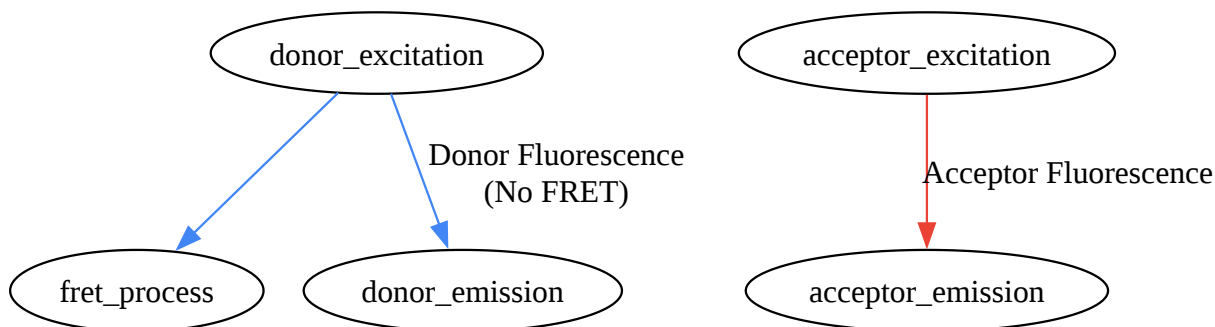 donor_excitation
acceptor_excitation
Donor Fluorescence
(No FRET)
Acceptor Fluorescence
fret_process
donor_emission
acceptor_emission